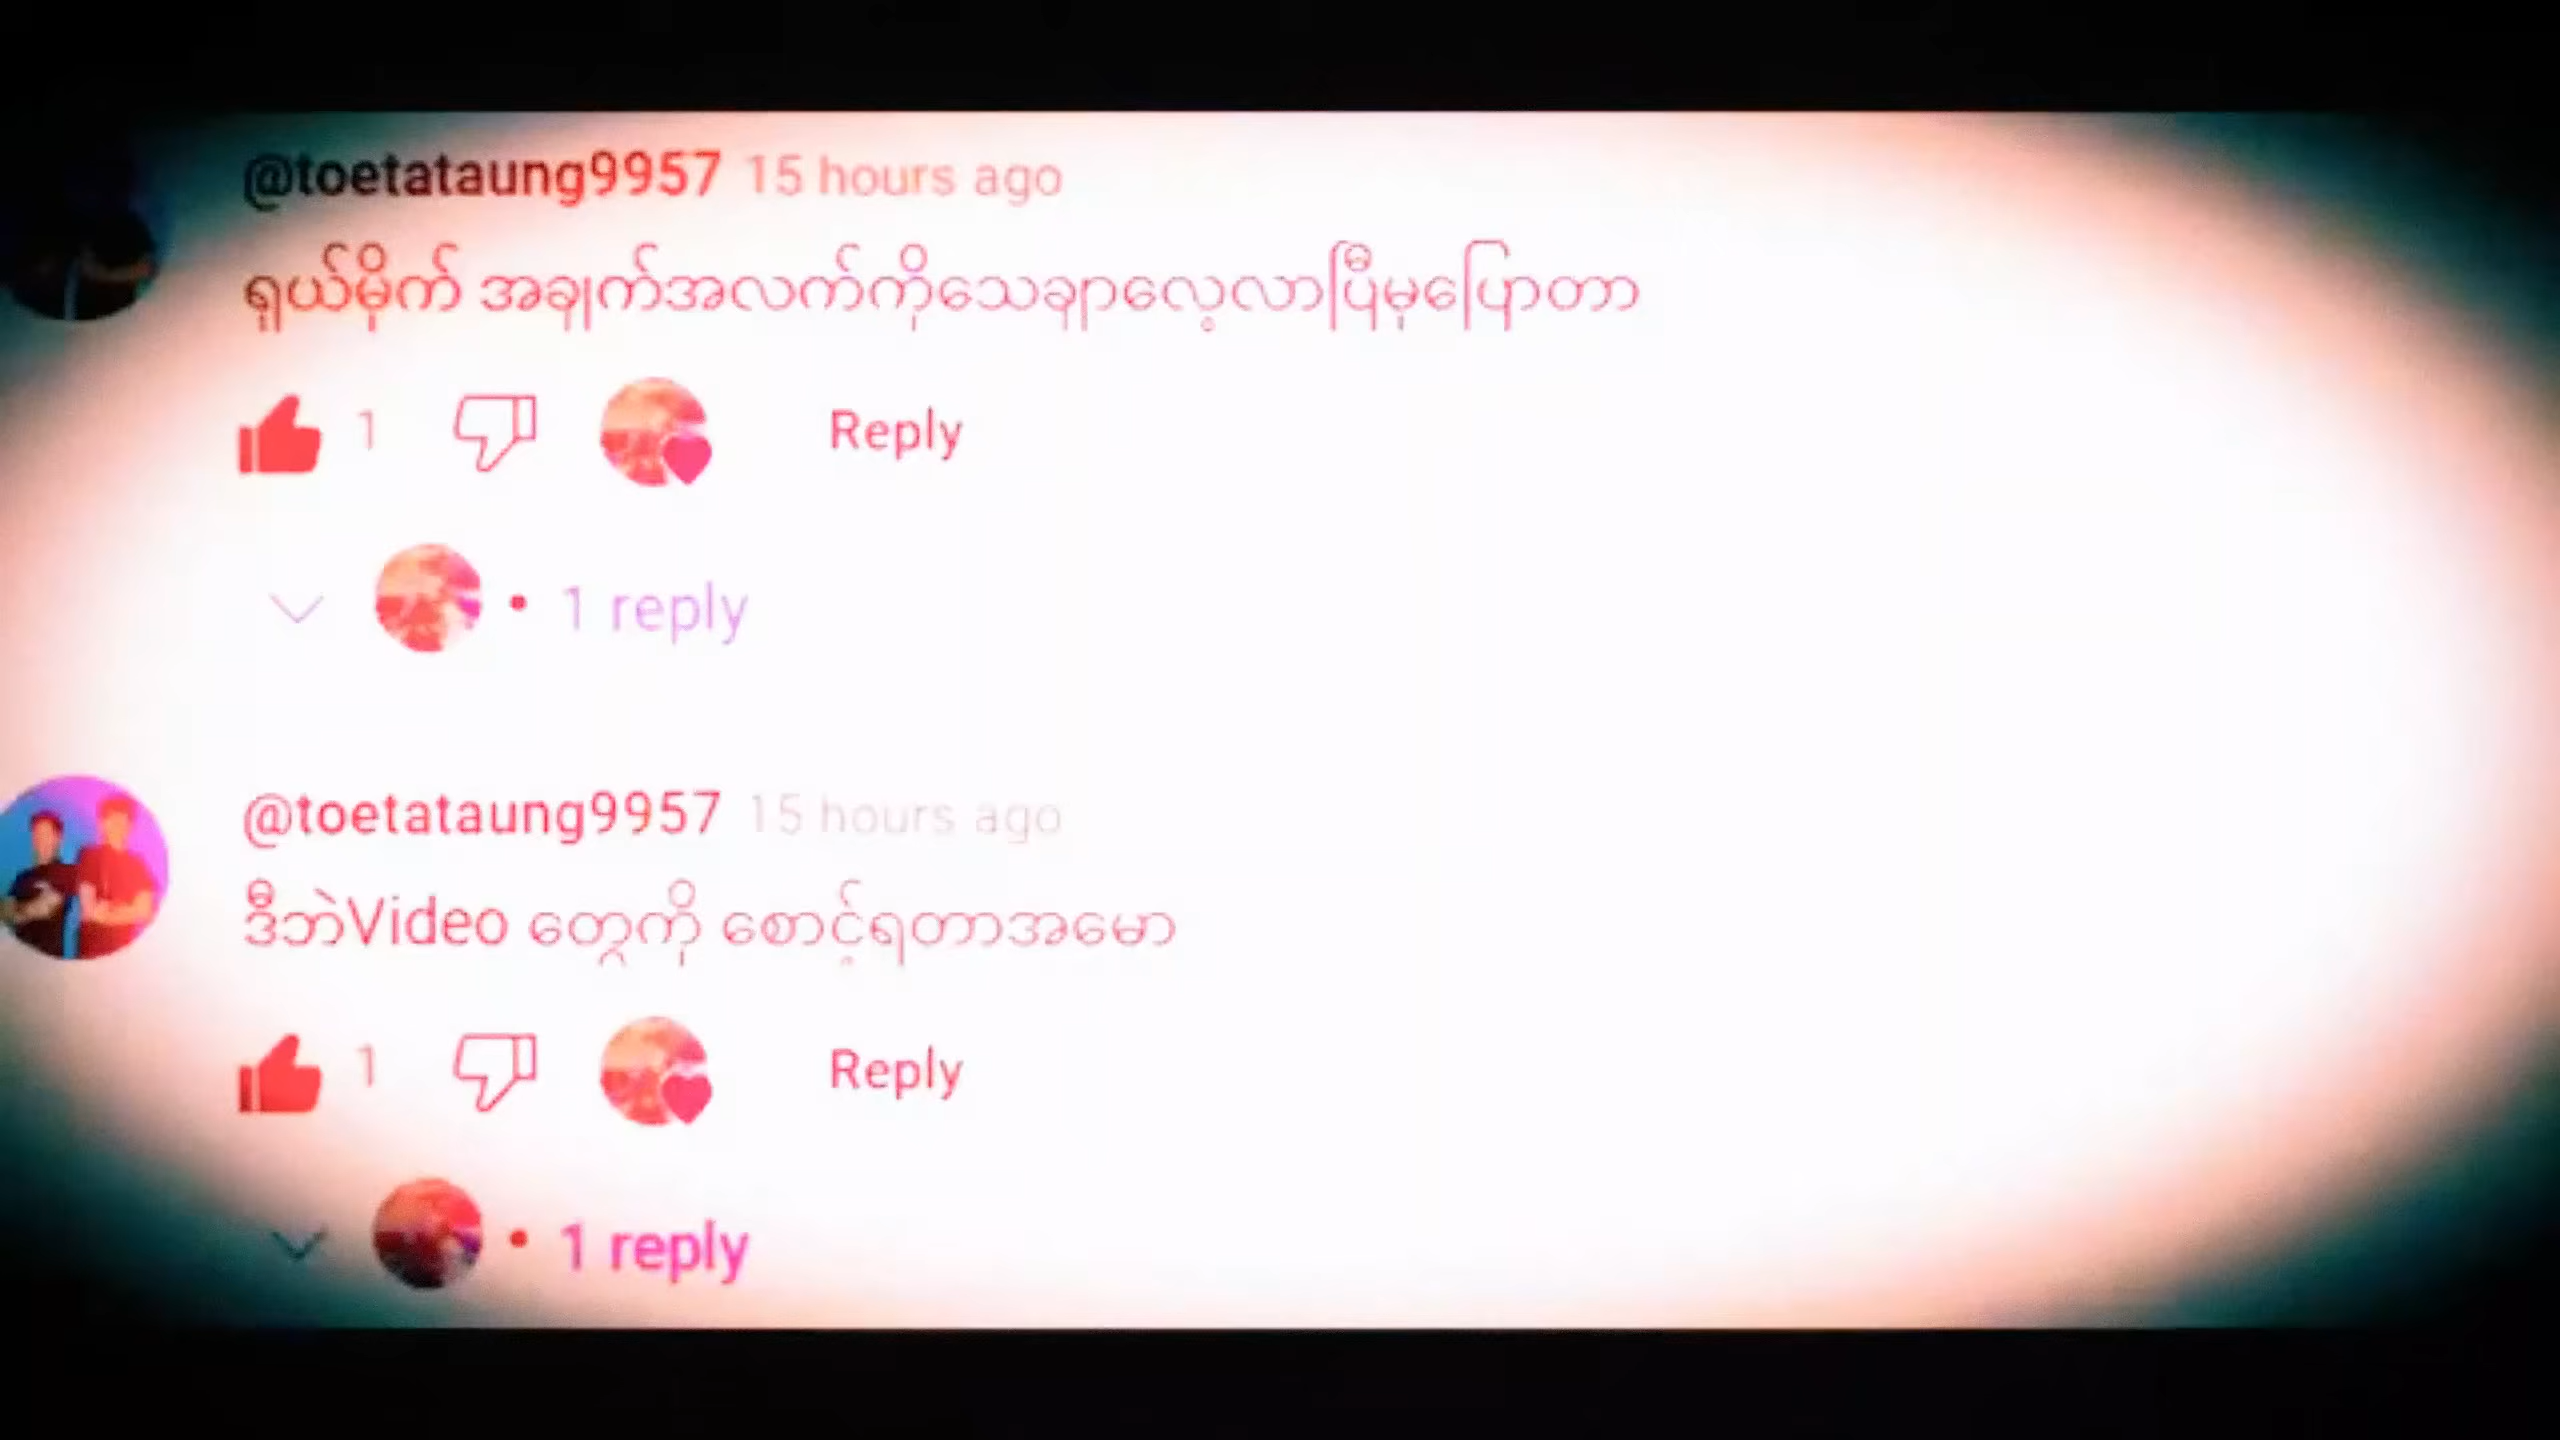 @toetataung9957 15 hours ago
ရှယ်မိုက် အချက်အလက်ကိုသေချာလေ့လာပြီမှပြောတာ
1 Reply
1 reply
@toetataung9957 15 hours ago
ဒီဘဲVideo တွေကို စောင့်ရတာအမော
1 Reply
1 reply